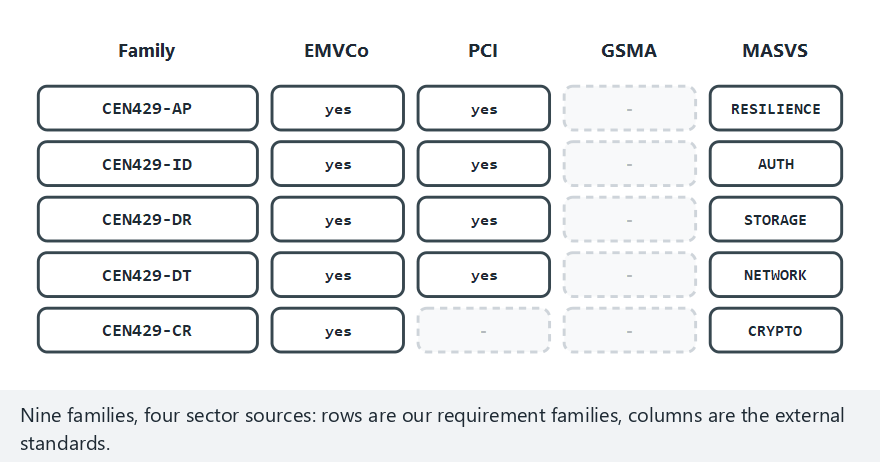 Family EMVCo PCI GSMA MASVS
CEN429-AP yes yes - RESILIENCE
CEN429-ID yes yes - AUTH
CEN429-DR yes yes - STORAGE
CEN429-DT yes yes - NETWORK
CEN429-CR yes - - CRYPTO
Nine families, four sector sources: rows are our requirement families, columns are the external
standards.